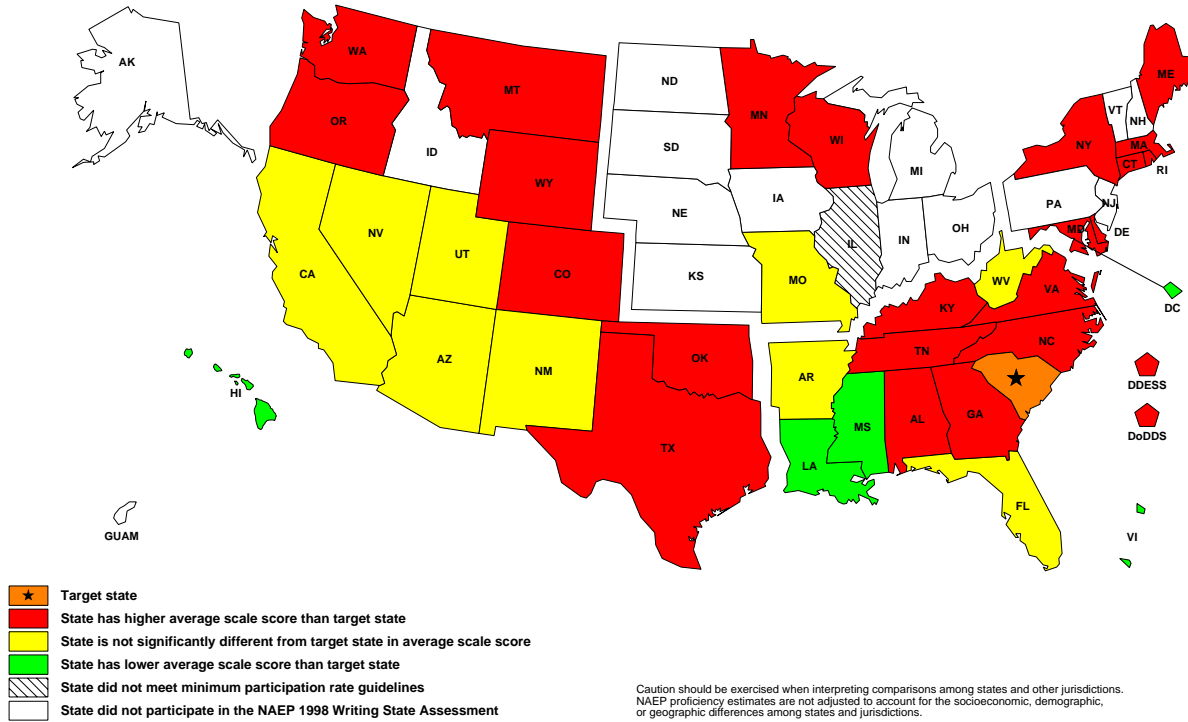 AK
WA
MT
ND
MN
ME
VT
NH
OR
ID
SD
WI
NY
MA
CT
RI
MI
WY
IA
PA
NJ
NE
OH
IN
IL
MD
DE
NV
UT
CO
CA
KS
MO
WV
VA
DC
KY
NC
TN
AZ
NM
OK
AR
DDESS
HI
MS
AL
GA
DoDDS
TX
LA
FL
GUAM
VI
Target state
State has higher average scale score than target state
State is not significantly different from target state in average scale score
State has lower average scale score than target state
State did not meet minimum participation rate guidelines
State did not participate in the NAEP 1998 Writing State Assessment
Caution should be exercised when interpreting comparisons among states and other jurisdictions.
NAEP proficiency estimates are not adjusted to account for the socioeconomic, demographic,
or geographic differences among states and jurisdictions.